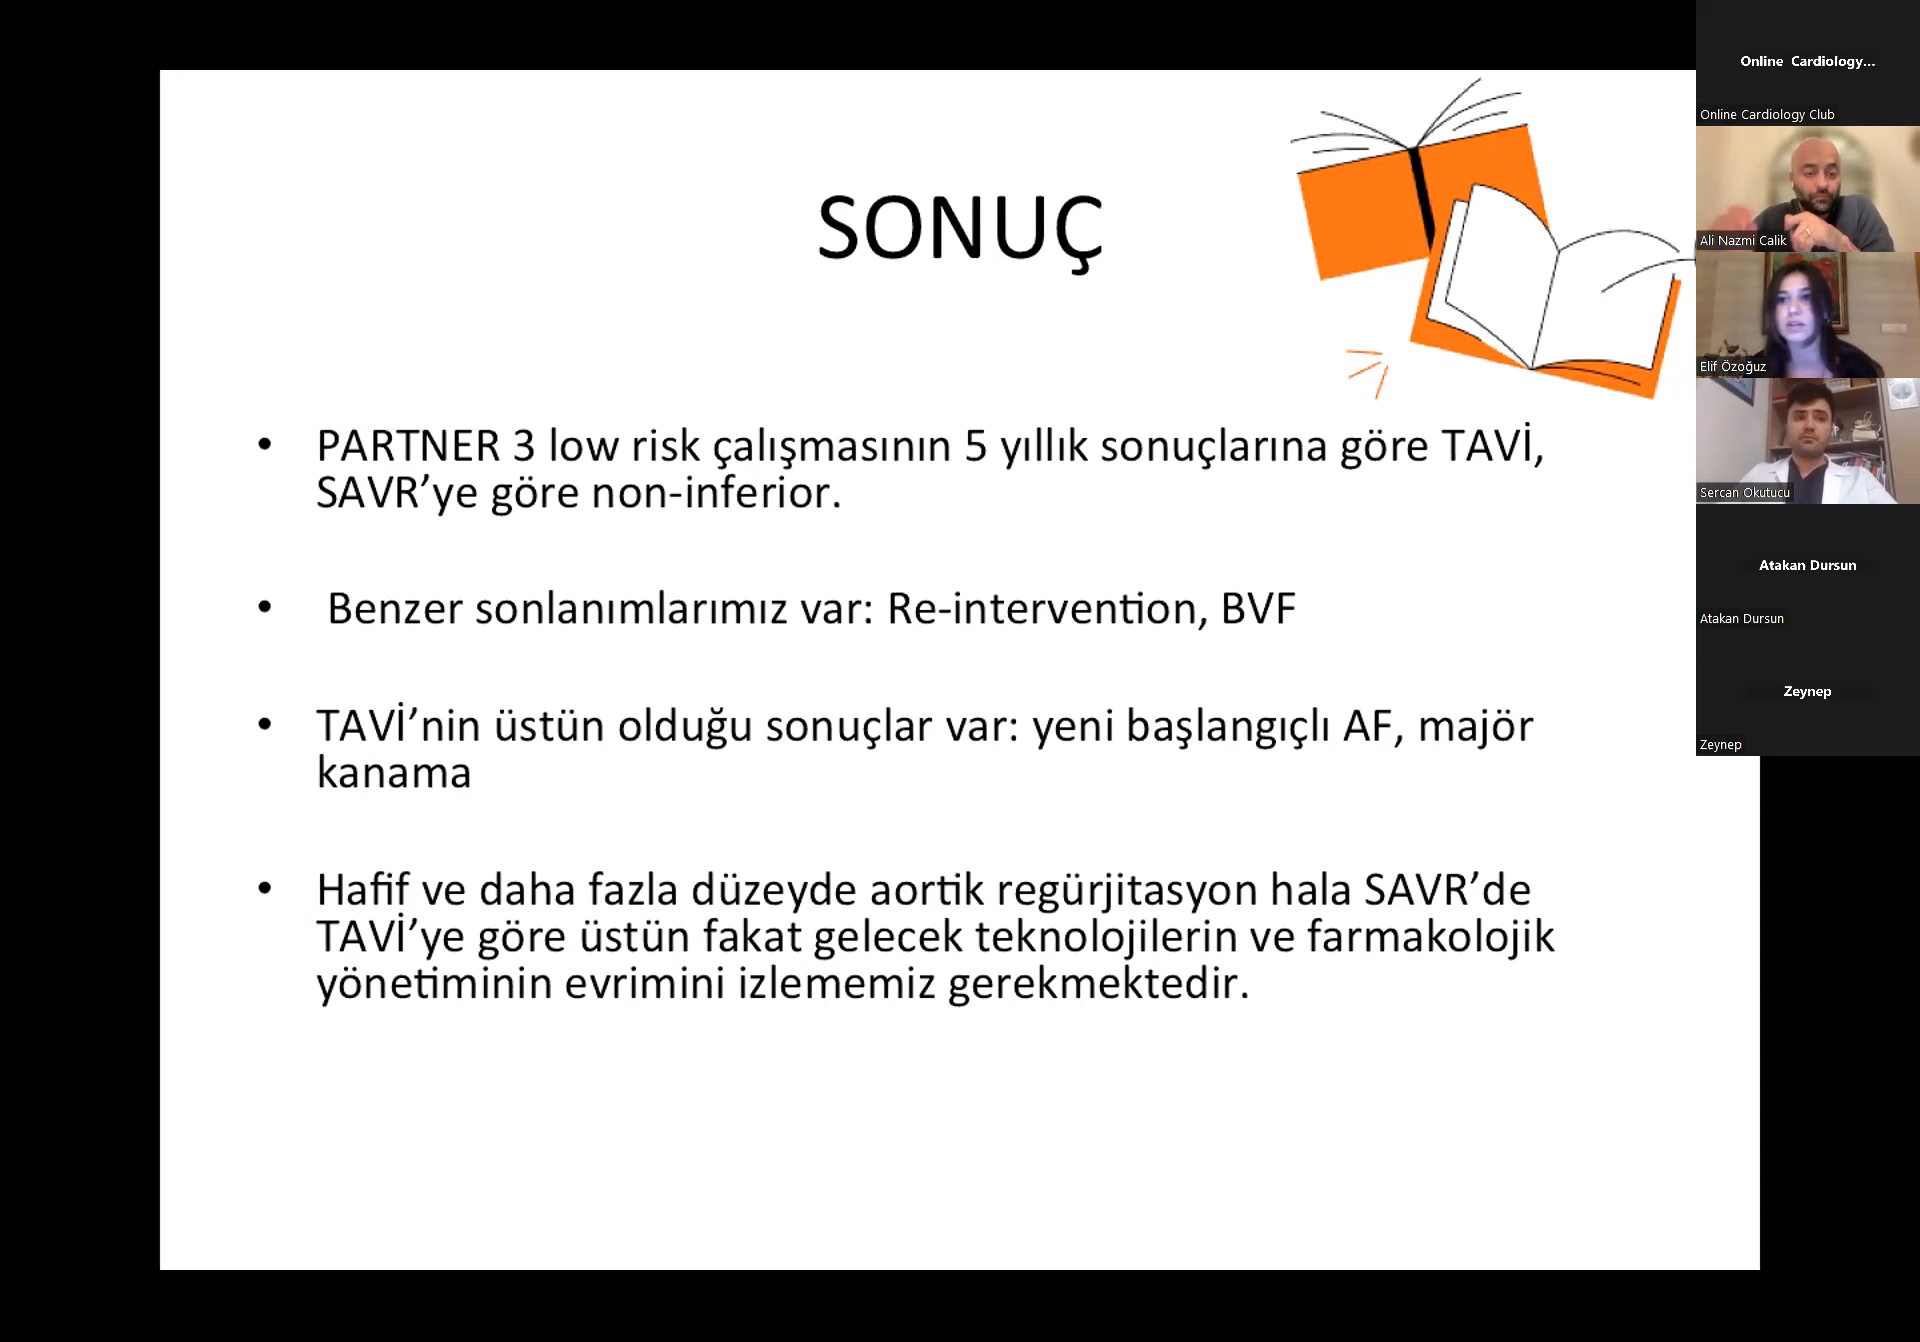 SONUÇ
• PARTNER 3 low risk çalışmasının 5 yıllık sonuçlarına göre TAVİ,
SAVR’ye göre non-inferior.
• Benzer sonlanımlarımız var: Re-intervention, BVF
• TAVİ’nin üstün olduğu sonuçlar var: yeni başlangıçlı AF, majör
kanama
• Hafif ve daha fazla düzeyde aortik regürjitasyon hala SAVR’de
TAVİ’ye göre üstün fakat gelecek teknolojilerin ve farmakolojik
yönetiminin evrimini izlememiz gerekmektedir.
Online Cardiology...
Online Cardiology Club
Ali Nazmi Calik
Elif Özoğuz
Sercan Okutucu
Atakan Dursun
Atakan Dursun
Zeynep
Zeynep